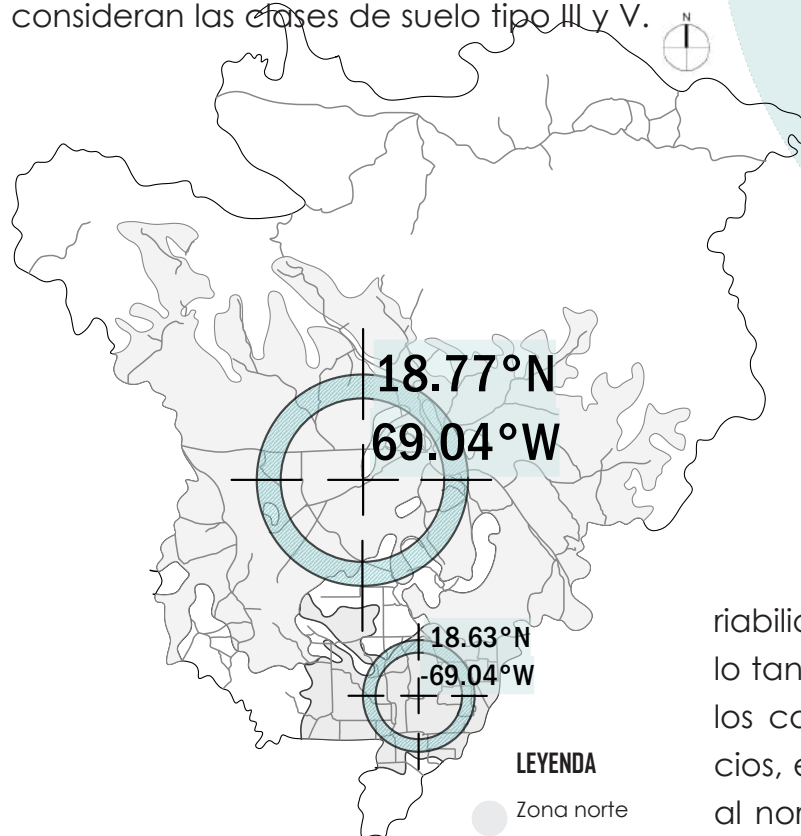 consideran las clases de suelo tipo III y V.
N
18.77°N
69.04°W
18.63°N
-69.04°W
lo tan
los co
cios, e
al nor
LEYENDA
Zona norte